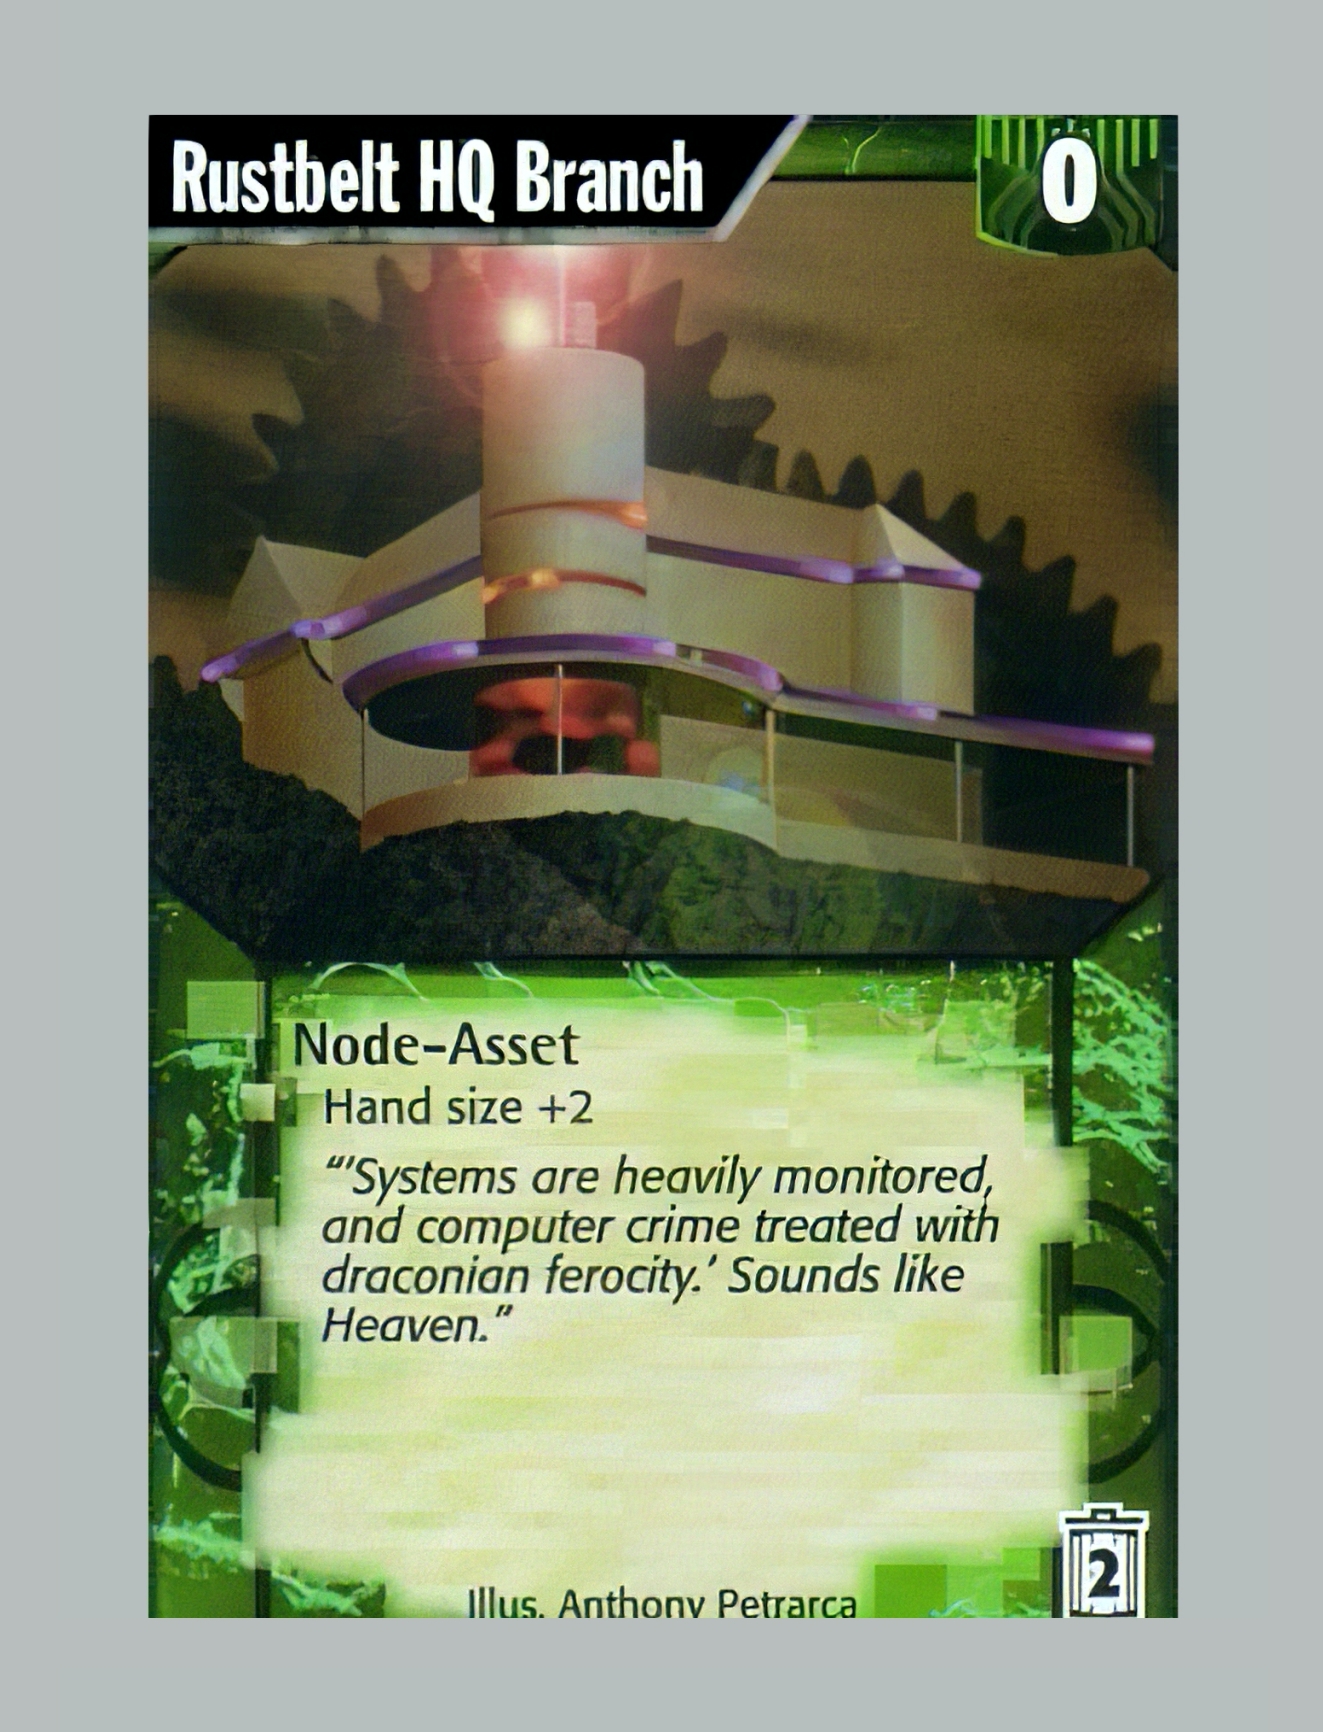 Rustbelt HQ Branch
0
Node-Asset
Hand size +2
"'Systems are heavily monitored,
and computer crime treated with
draconian ferocity.' Sounds like
Heaven."
2
Illus. Anthony Petrarca